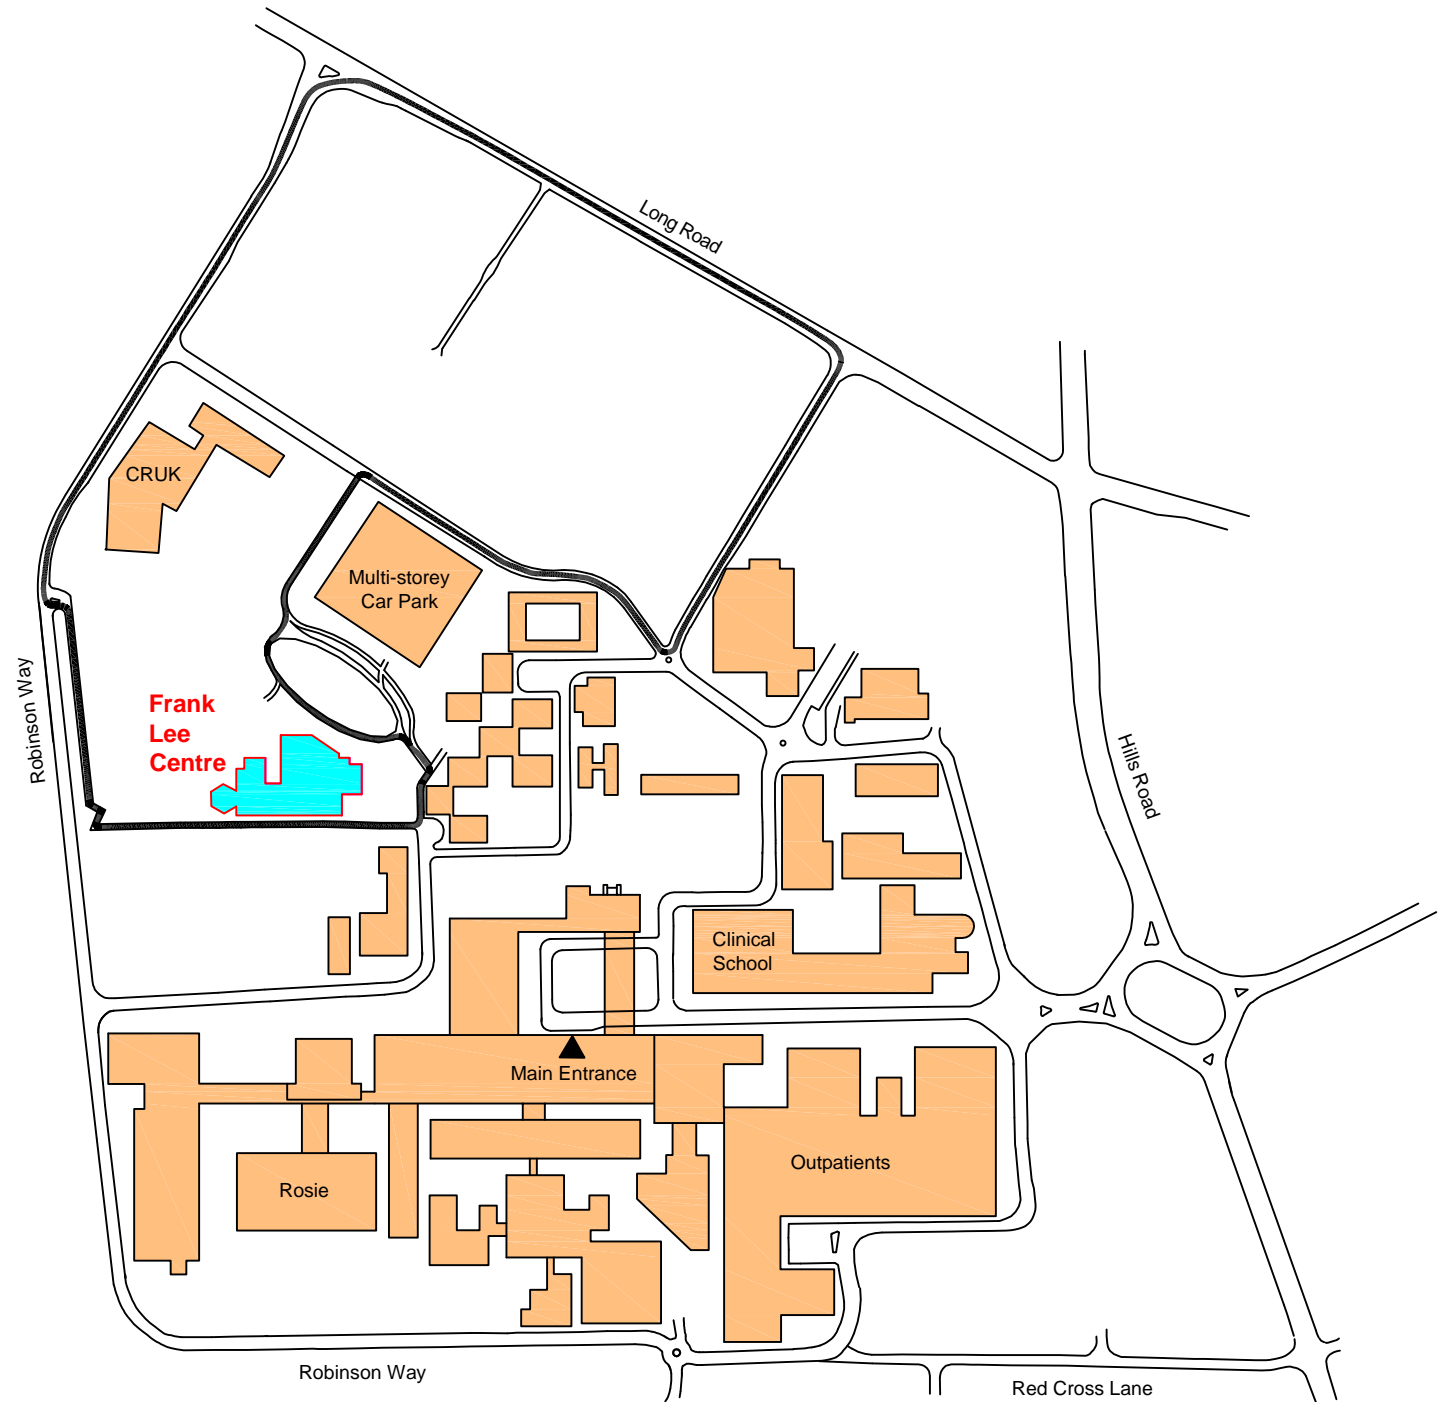 Long Road
CRUK
Multi-storey
Car Park
Robinson Way
Frank
Lee
Centre
Hills Road
Clinical
School
Main Entrance
Outpatients
Rosie
Robinson Way
Red Cross Lane